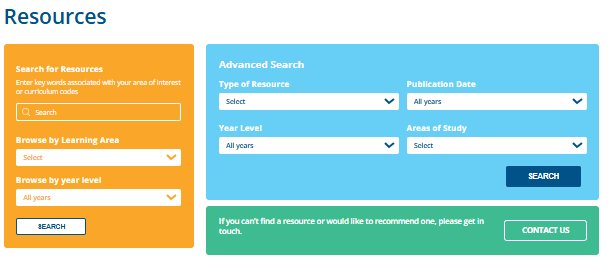 Resources
Search for Resources
Enter key words associated with your area of interest
or curriculum codes
Search
Browse by Learning Area
Select
Browse by year level
All years
SEARCH
Advanced Search
Type of Resource
Publication Date
Select
All years
Year Level
Areas of Study
All years
Select
SEARCH
If you can't find a resource or would like to recommend one, please get in
touch.
CONTACT US